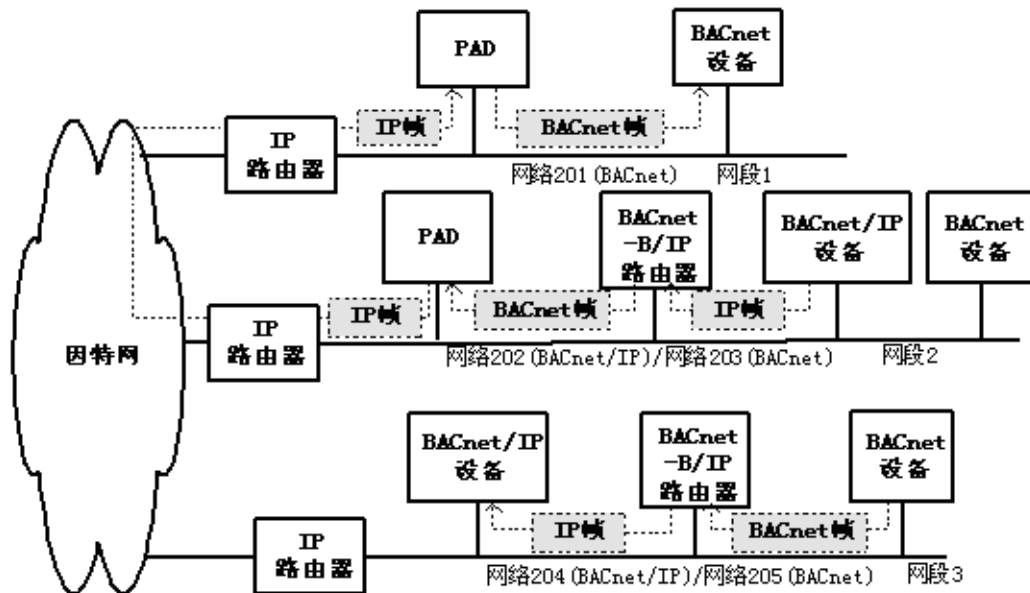 PAD
BACnet
设备
IP
路由器
IP帧
BACnet帧
网络201(BACnet)
网段1
PAD
BACnet
-B/IP
路由器
BACnet/IP
设备
BACnet
设备
因特网
IP
路由器
IP帧
BACnet帧
IP帧
网络202(BACnet/IP)/网络203(BACnet)
网段2
BACnet/IP
设备
BACnet
-B/IP
路由器
BACnet
设备
IP
路由器
IP帧
BACnet帧
网络204(BACnet/IP)/网络205(BACnet)
网段3